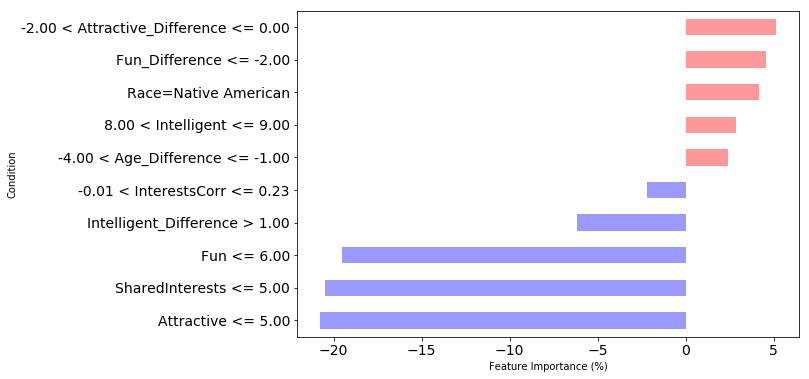 -2.00 < Attractive_Difference <= 0.00
Fun_Difference <= -2.00
Race=Native American
8.00 < Intelligent <= 9.00
-4.00 < Age_Difference <= -1.00
-0.01 < InterestsCorr <= 0.23
Intelligent_Difference > 1.00
Fun <= 6.00
SharedInterests <= 5.00
Attractive <= 5.00
Condition
−20 −15 −10 −5 0 5
Feature Importance (%)